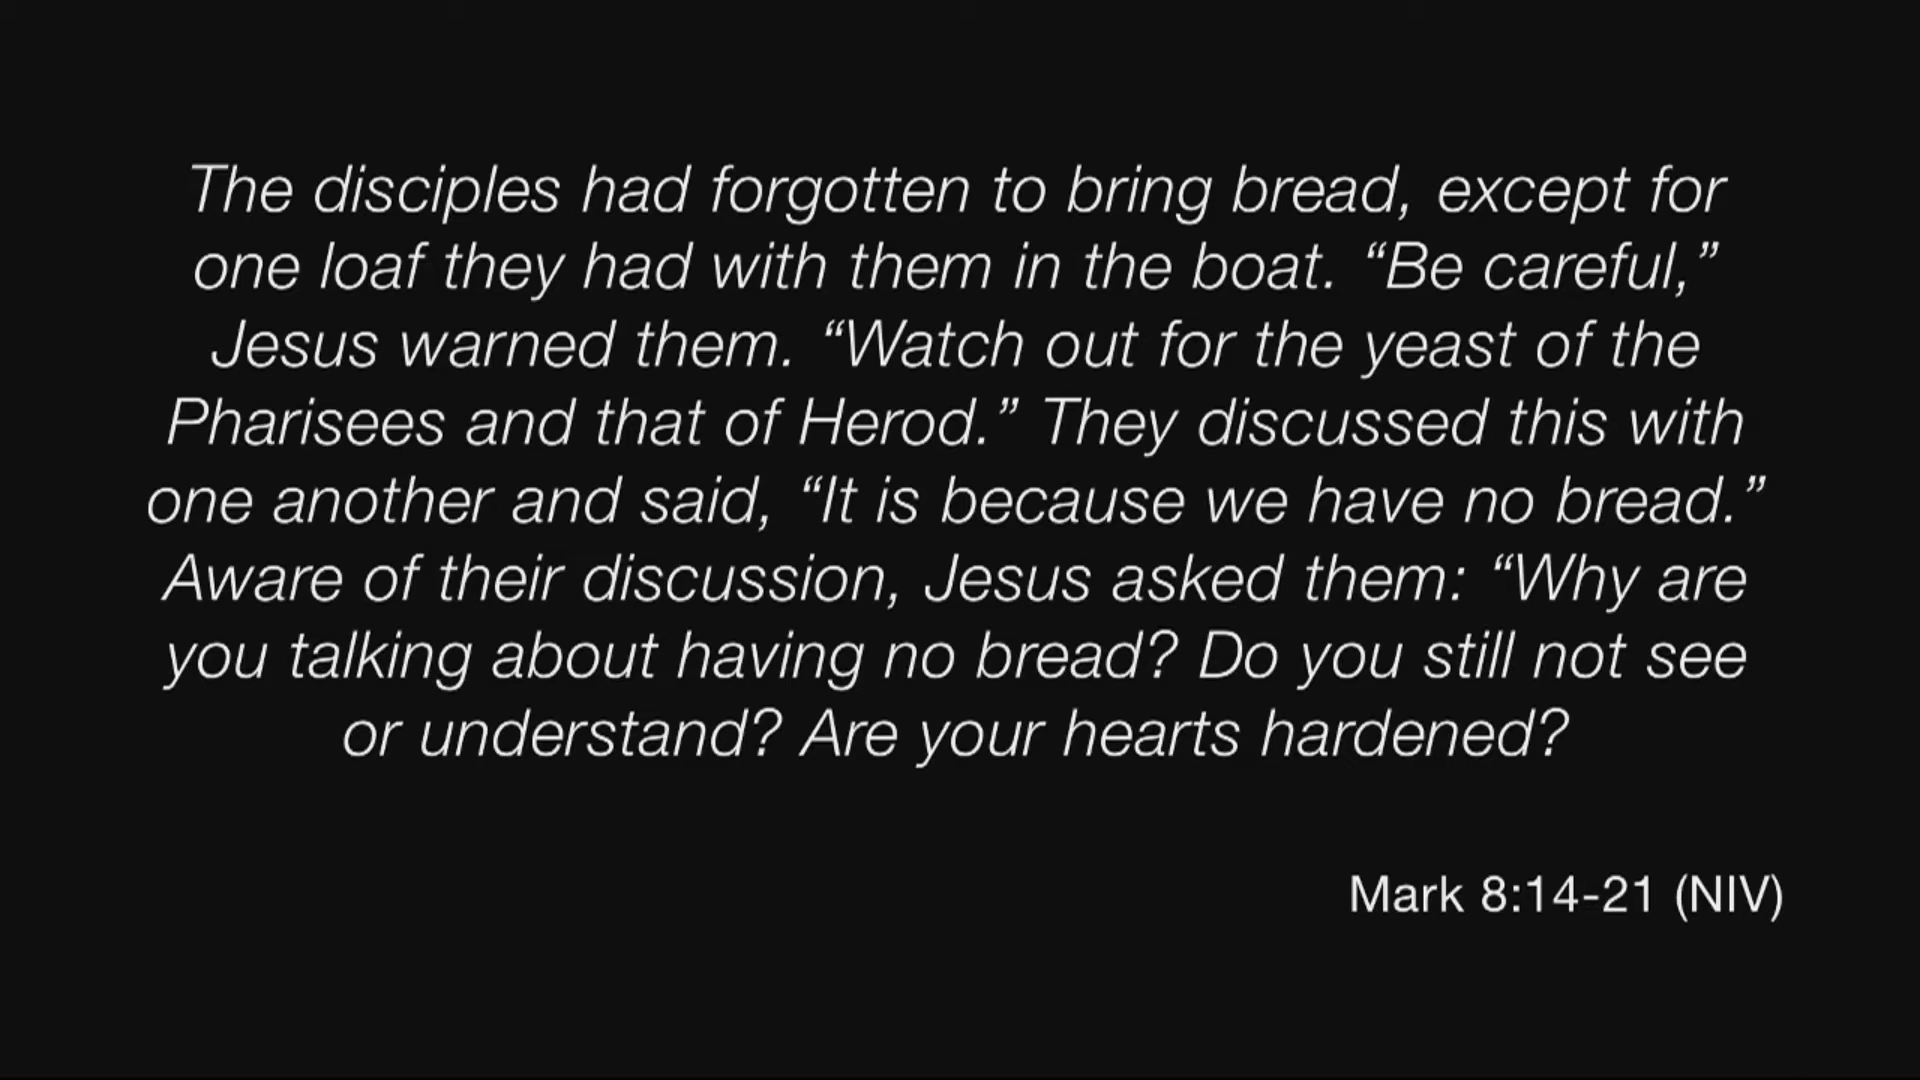 The disciples had forgotten to bring bread, except for
one loaf they had with them in the boat. “Be careful,”
Jesus warned them. “Watch out for the yeast of the
Pharisees and that of Herod.” They discussed this with
one another and said, “It is because we have no bread.”
Aware of their discussion, Jesus asked them: “Why are
you talking about having no bread? Do you still not see
or understand? Are your hearts hardened?
Mark 8:14-21 (NIV)